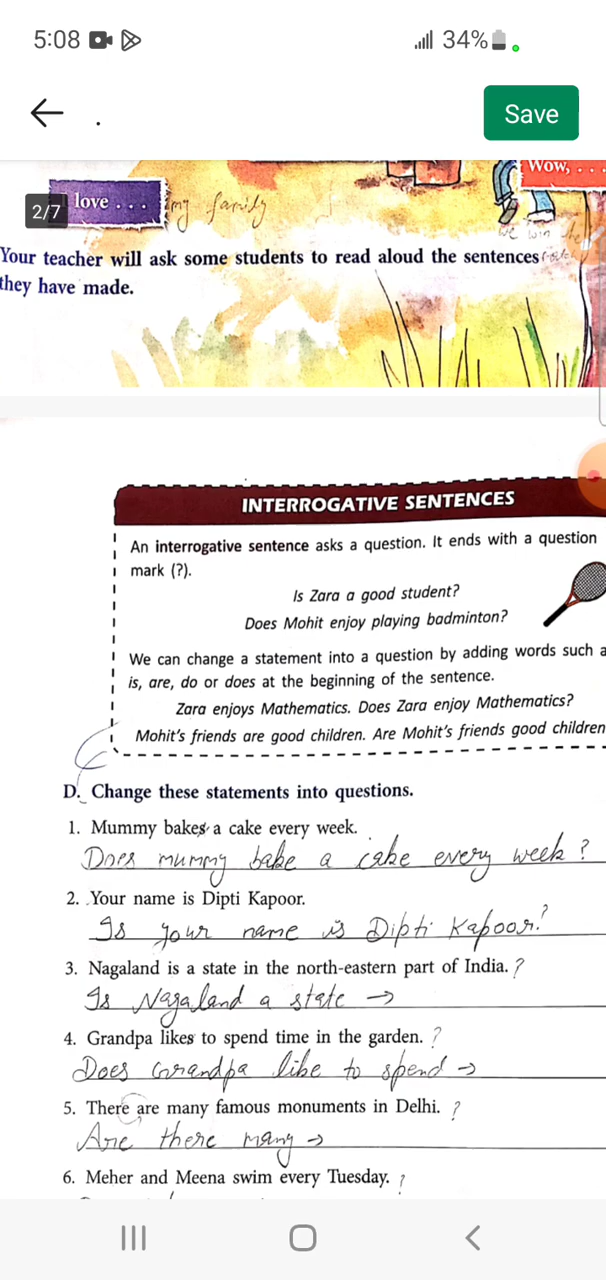 5:08 34%
.
Save
Wow, . . .
2/7 love . . . my family
we win
Your teacher will ask some students to read aloud the sentences
they have made.
INTERROGATIVE SENTENCES
An interrogative sentence asks a question. It ends with a question
mark (?).
Is Zara a good student?
Does Mohit enjoy playing badminton?
We can change a statement into a question by adding words such a
is, are, do or does at the beginning of the sentence.
Zara enjoys Mathematics. Does Zara enjoy Mathematics?
Mohit's friends are good children. Are Mohit's friends good children
D. Change these statements into questions.
1. Mummy bakes a cake every week.
Does mummy bake a cake every week ?
2. Your name is Dipti Kapoor.
Is your name is Dipti Kapoor?
3. Nagaland is a state in the north-eastern part of India. ?
Is Nagaland a state →
4. Grandpa likes to spend time in the garden. ?
Does Grandpa like to spend →
5. There are many famous monuments in Delhi. ?
Are there many →
6. Meher and Meena swim every Tuesday. ?